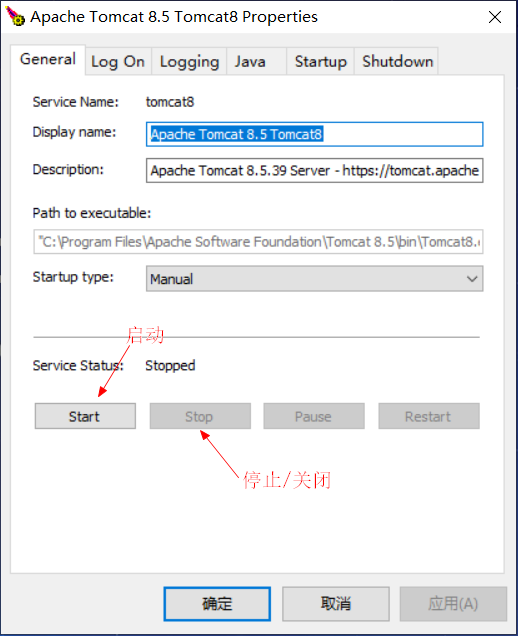 Apache Tomcat 8.5 Tomcat8 Properties
General Log On Logging Java Startup Shutdown
Service Name: tomcat8
Display name: Apache Tomcat 8.5 Tomcat8
Description: Apache Tomcat 8.5.39 Server - https://tomcat.apache
Path to executable:
"C:\Program Files\Apache Software Foundation\Tomcat 8.5\bin\Tomcat8.
Startup type: Manual
启动
Service Status: Stopped
Start Stop Pause Restart
停止/关闭
确定 取消 应用(A)